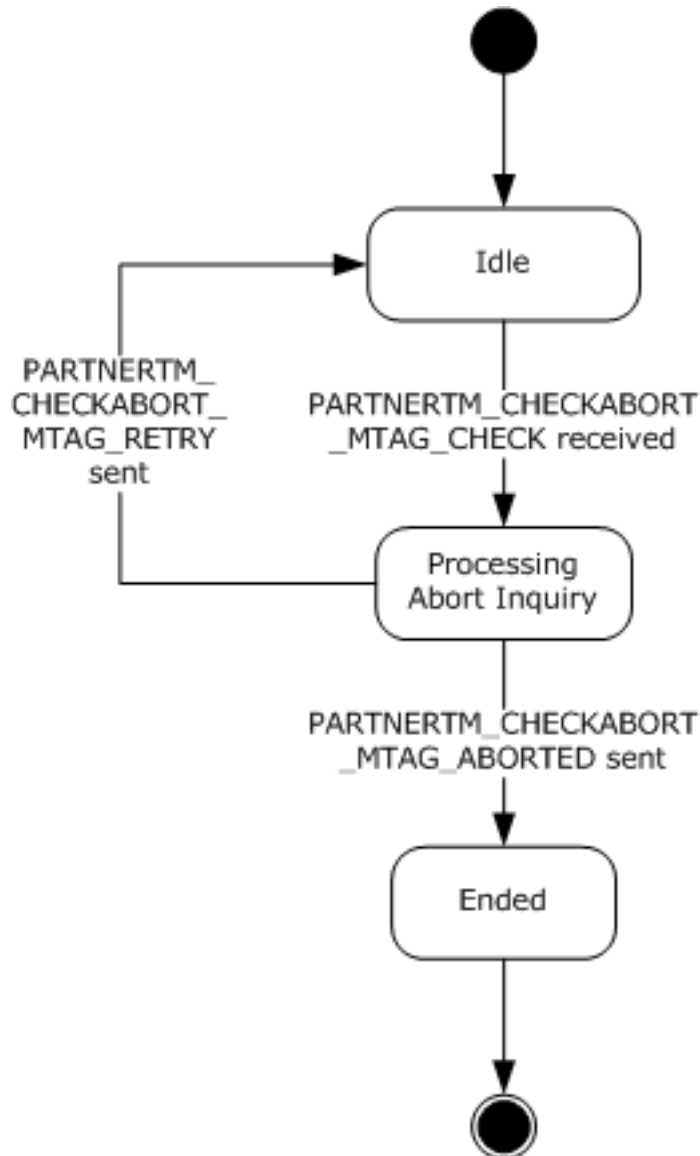 Idle
PARTNERTM_
CHECKABORT_
MTAG_RETRY
sent
PARTNERTM_CHECKABORT
_MTAG_CHECK received
Processing
Abort Inquiry
PARTNERTM_CHECKABORT
_MTAG_ABORTED sent
Ended